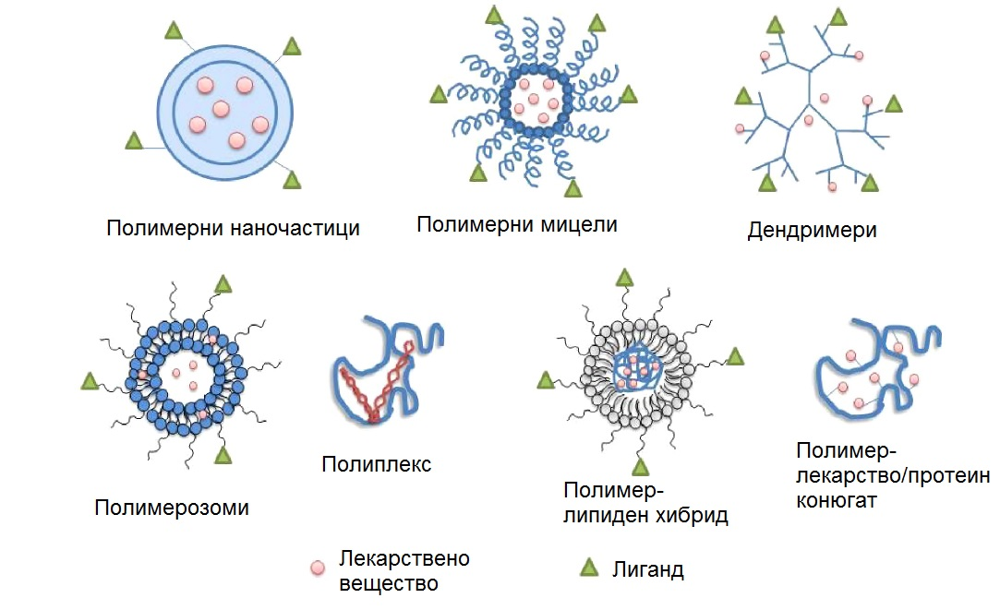 Полимерни наночастици
Полимерни мицели
Дендримери
Полимерозоми
Полиплекс
Полимер-
липиден хибрид
Полимер-
лекарство/протеин
конюгат
Лекарствено
вещество
Лиганд